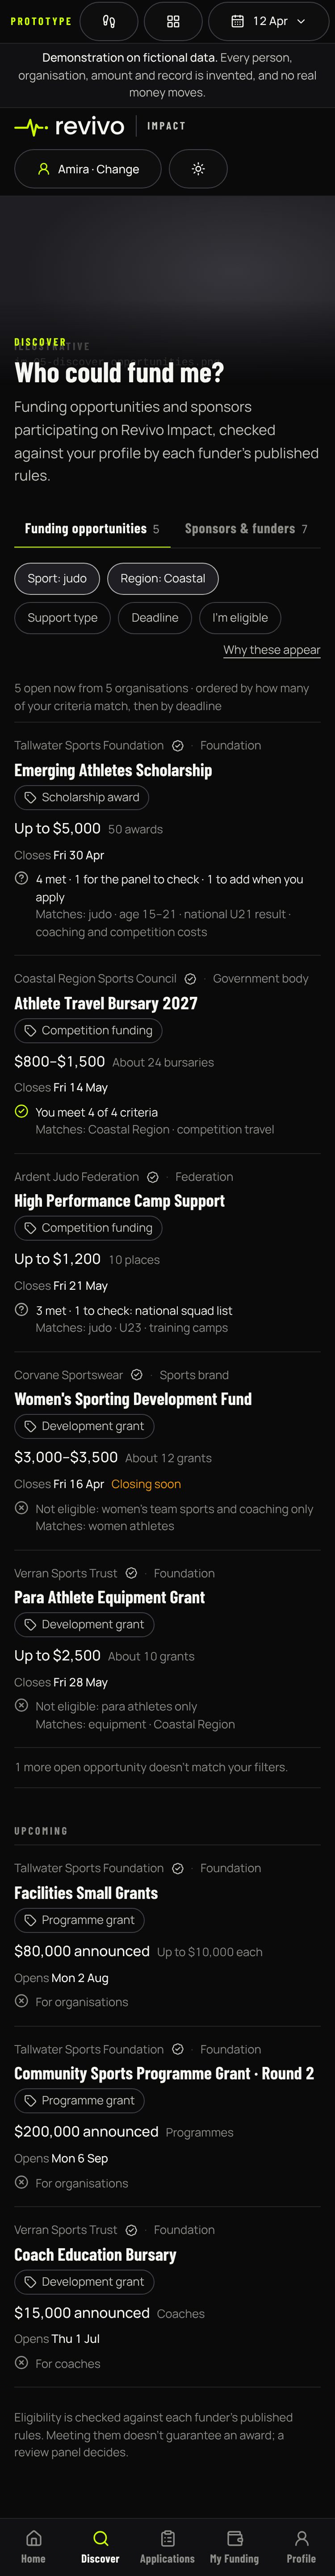 PROTOTYPE
12 Apr
Demonstration on fictional data. Every person,
organisation, amount and record is invented, and no real
money moves.
revivo IMPACT
Amira · Change
DISCOVER
ILLUSTRATIVE
Who could fund me?
Funding opportunities and sponsors
participating on Revivo Impact, checked
against your profile by each funder's published
rules.
Funding opportunities 5 Sponsors & funders 7
Sport: judo Region: Coastal
Support type Deadline I'm eligible
Why these appear
5 open now from 5 organisations · ordered by how many
of your criteria match, then by deadline
Tallwater Sports Foundation · Foundation
Emerging Athletes Scholarship
Scholarship award
Up to $5,000 50 awards
Closes Fri 30 Apr
4 met · 1 for the panel to check · 1 to add when you
apply
Matches: judo · age 15–21 · national U21 result ·
coaching and competition costs
Coastal Region Sports Council · Government body
Athlete Travel Bursary 2027
Competition funding
$800–$1,500 About 24 bursaries
Closes Fri 14 May
You meet 4 of 4 criteria
Matches: Coastal Region · competition travel
Ardent Judo Federation · Federation
High Performance Camp Support
Competition funding
Up to $1,200 10 places
Closes Fri 21 May
3 met · 1 to check: national squad list
Matches: judo · U23 · training camps
Corvane Sportswear · Sports brand
Women's Sporting Development Fund
Development grant
$3,000–$3,500 About 12 grants
Closes Fri 16 Apr Closing soon
Not eligible: women's team sports and coaching only
Matches: women athletes
Verran Sports Trust · Foundation
Para Athlete Equipment Grant
Development grant
Up to $2,500 About 10 grants
Closes Fri 28 May
Not eligible: para athletes only
Matches: equipment · Coastal Region
1 more open opportunity doesn't match your filters.
UPCOMING
Tallwater Sports Foundation · Foundation
Facilities Small Grants
Programme grant
$80,000 announced Up to $10,000 each
Opens Mon 2 Aug
For organisations
Tallwater Sports Foundation · Foundation
Community Sports Programme Grant · Round 2
Programme grant
$200,000 announced Programmes
Opens Mon 6 Sep
For organisations
Verran Sports Trust · Foundation
Coach Education Bursary
Development grant
$15,000 announced Coaches
Opens Thu 1 Jul
For coaches
Eligibility is checked against each funder's published
rules. Meeting them doesn't guarantee an award; a
review panel decides.
Home Discover Applications My Funding Profile